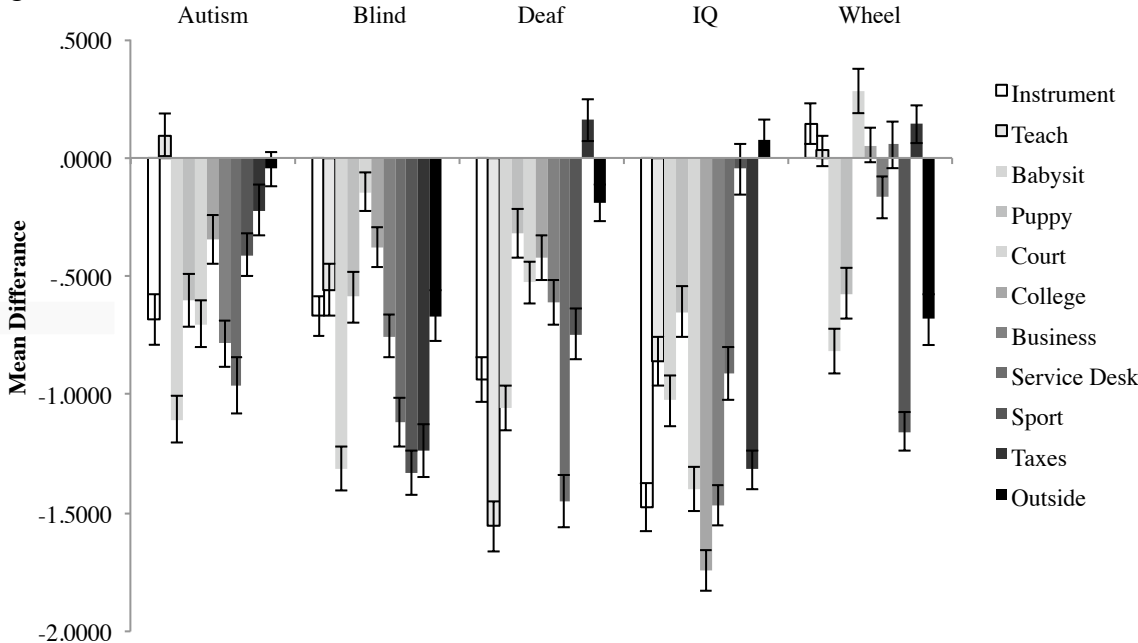 Autism Blind Deaf IQ Wheel
.5000
.0000
-.5000
-1.0000
-1.5000
-2.0000
Mean Differance
Instrument
Teach
Babysit
Puppy
Court
College
Business
Service Desk
Sport
Taxes
Outside